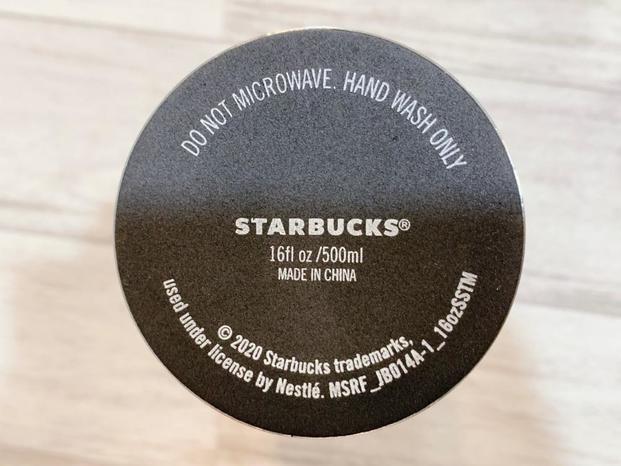 DO NOT MICROWAVE. HAND WASH ONLY
STARBUCKS®
16fl oz /500ml
MADE IN CHINA
© 2020 Starbucks trademarks,
used under license by Nestlé. MSRF_JB014A-1_16ozSSTM